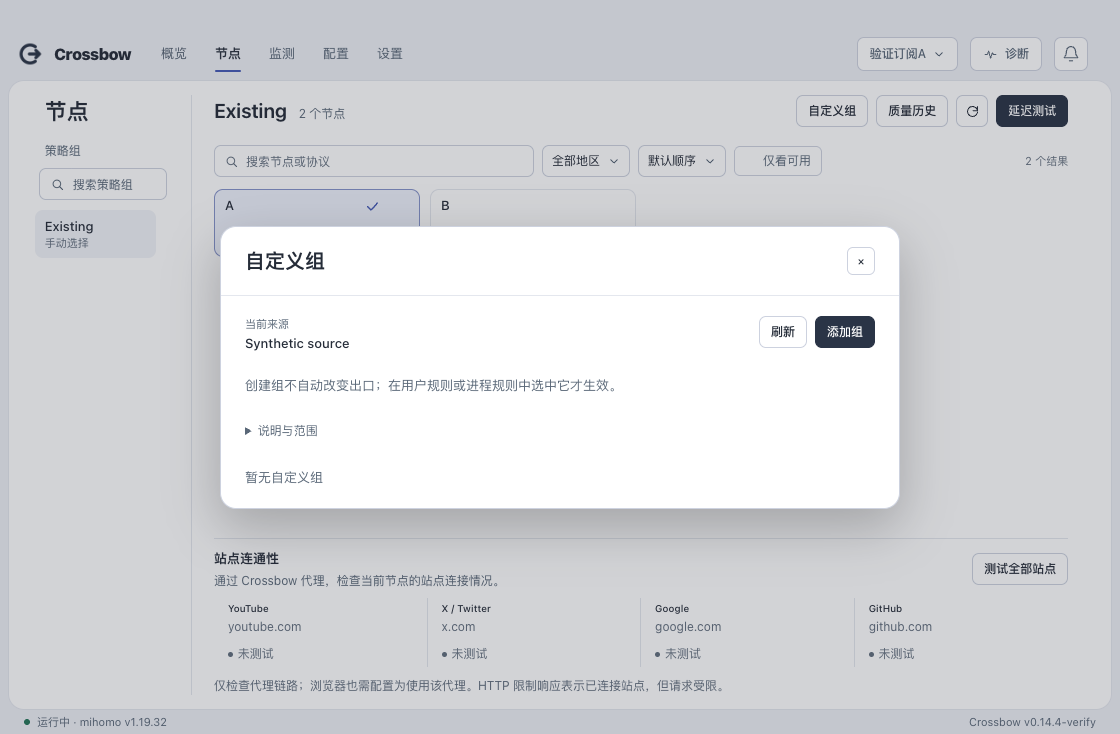 Crossbow 概览 节点 监测 配置 设置 验证订阅A 诊断
节点
策略组
搜索策略组
Existing
手动选择
Existing 2 个节点 自定义组 质量历史 延迟测试
搜索节点或协议 全部地区 默认顺序 仅看可用 2 个结果
A B
自定义组 ×
当前来源
Synthetic source
刷新 添加组
创建组不自动改变出口；在用户规则或进程规则中选中它才生效。
说明与范围
暂无自定义组
站点连通性
通过 Crossbow 代理，检查当前节点的站点连接情况。
测试全部站点
YouTube X / Twitter Google GitHub
youtube.com x.com google.com github.com
未测试 未测试 未测试 未测试
仅检查代理链路；浏览器也需配置为使用该代理。HTTP 限制响应表示已连接站点，但请求受限。
运行中 · mihomo v1.19.32 Crossbow v0.14.4-verify